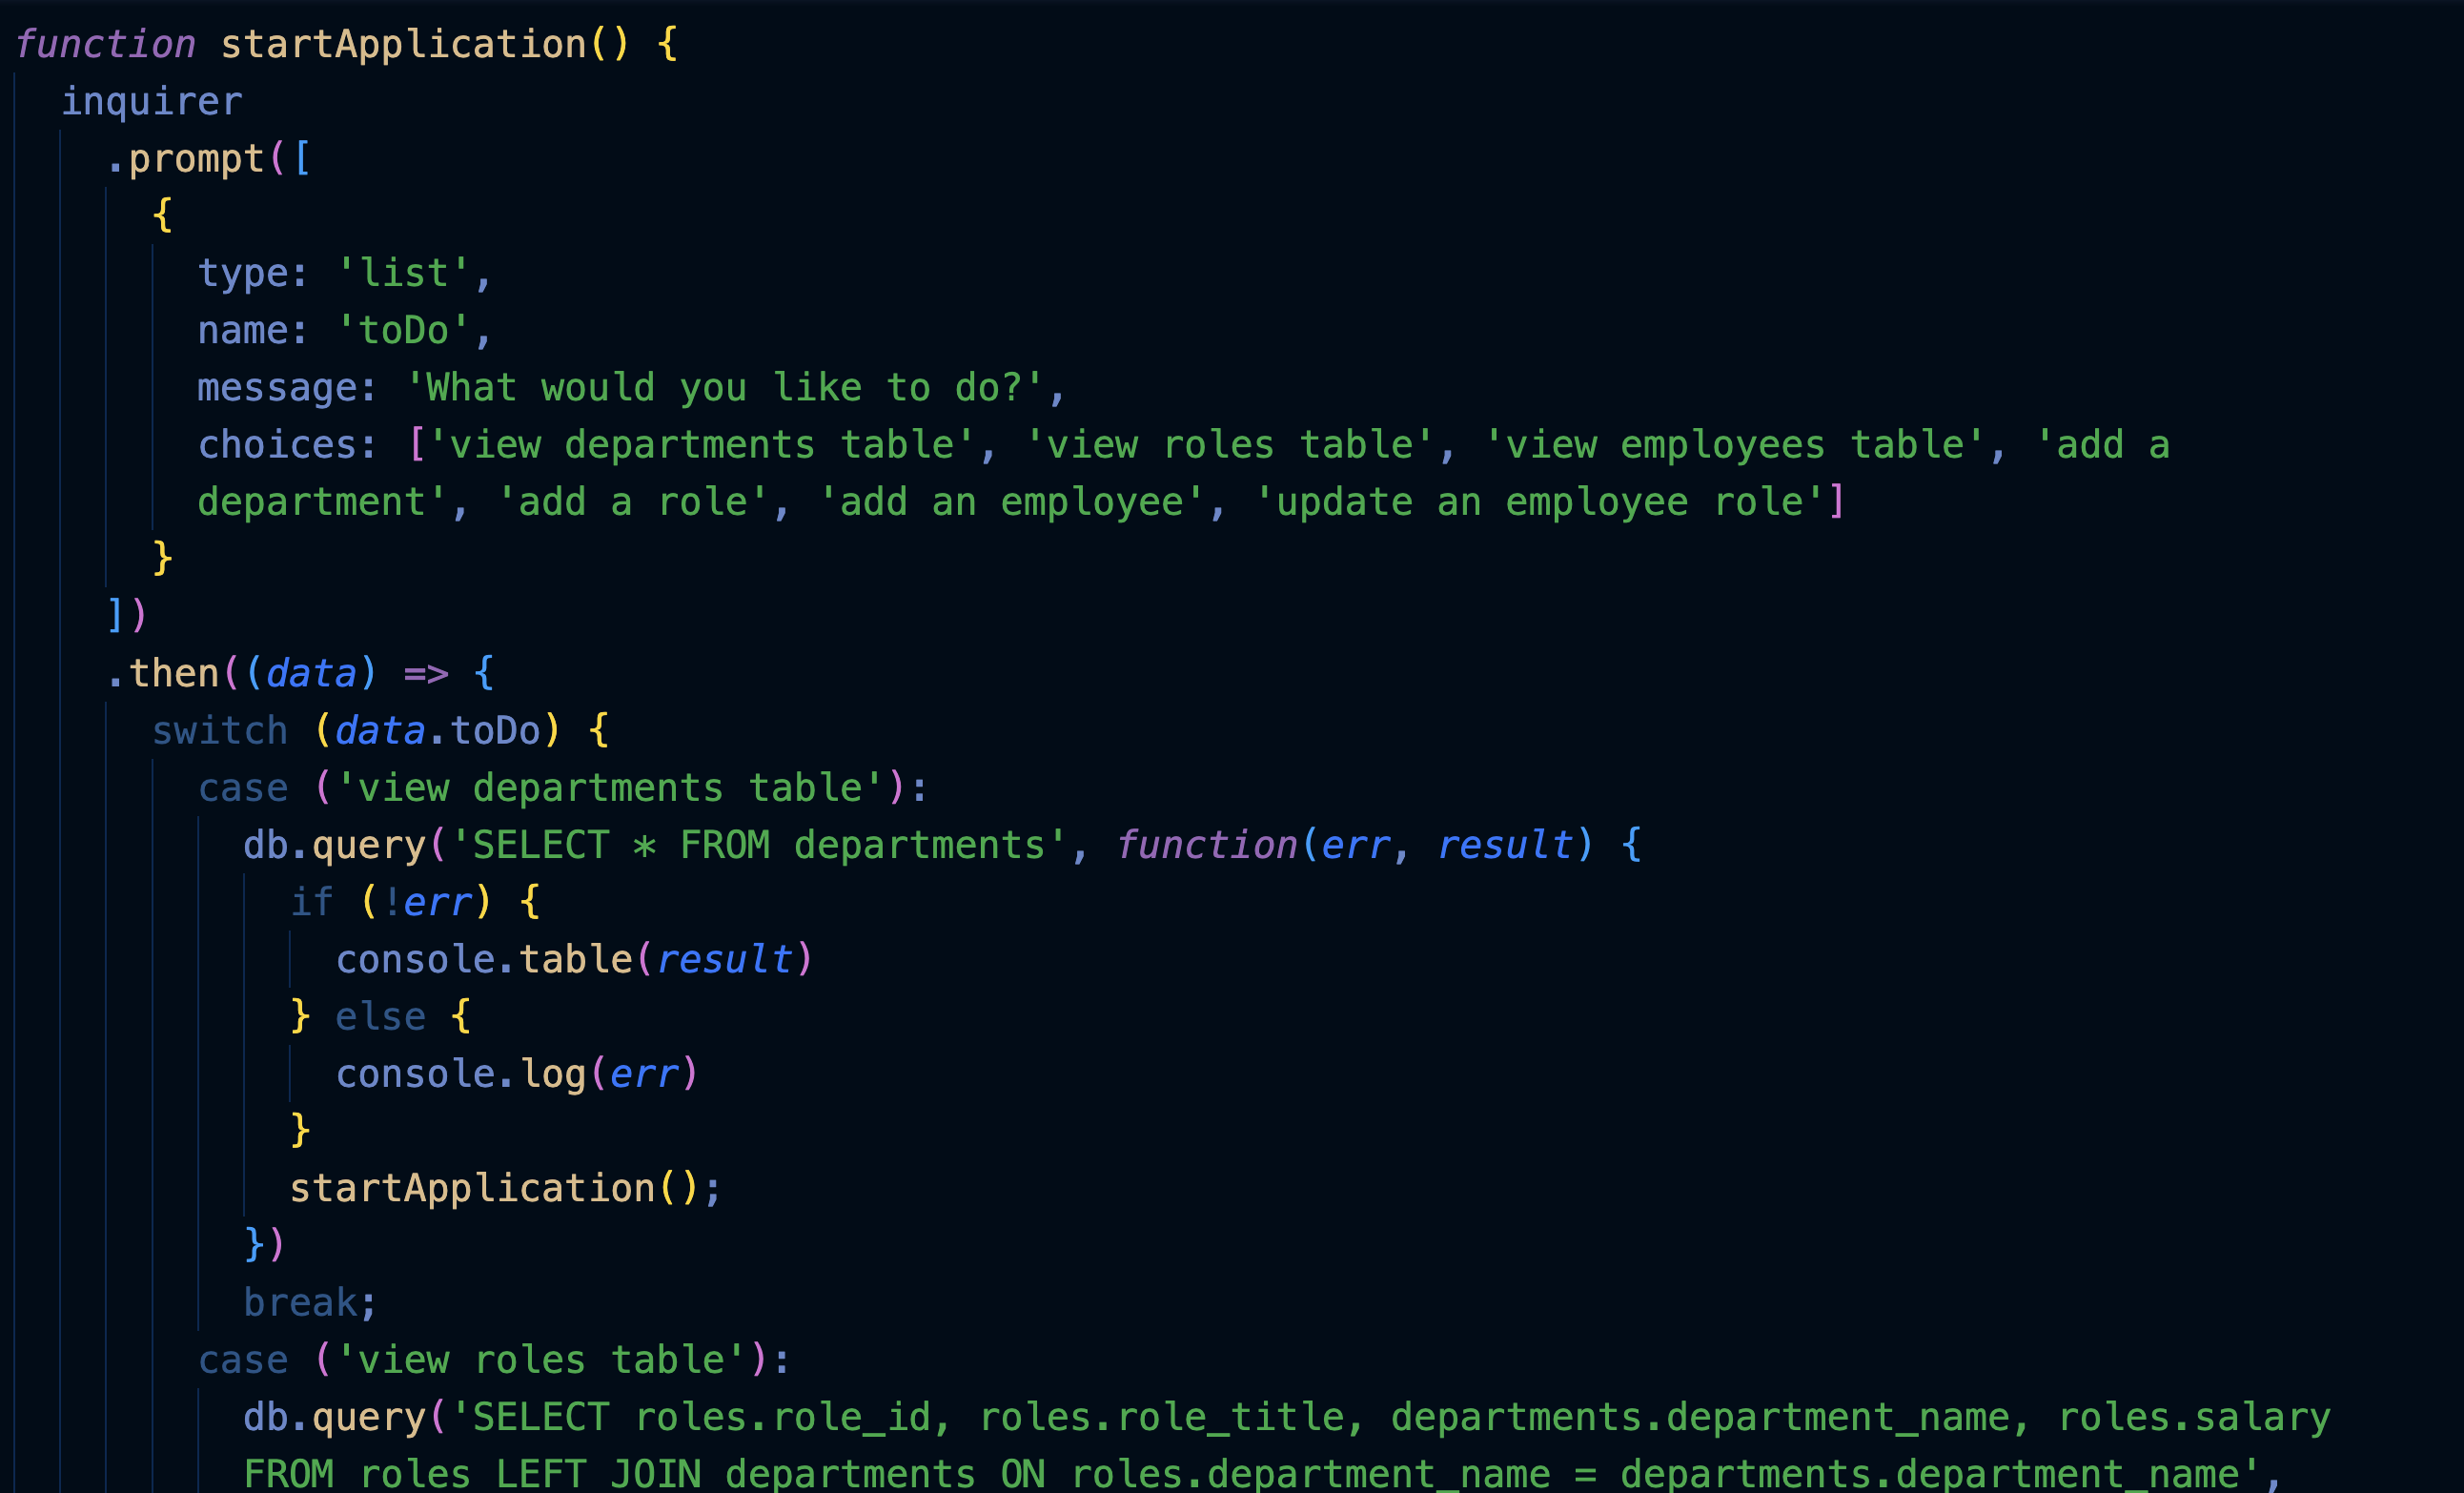 function startApplication() {
inquirer
.prompt([
{
type: 'list',
name: 'toDo',
message: 'What would you like to do?',
choices: ['view departments table', 'view roles table', 'view employees table', 'add a
department', 'add a role', 'add an employee', 'update an employee role']
}
])
.then((data) => {
switch (data.toDo) {
case ('view departments table'):
db.query('SELECT * FROM departments', function(err, result) {
if (!err) {
console.table(result)
} else {
console.log(err)
}
startApplication();
})
break;
case ('view roles table'):
db.query('SELECT roles.role_id, roles.role_title, departments.department_name, roles.salary
FROM roles LEFT JOIN departments ON roles.department_name = departments.department_name',